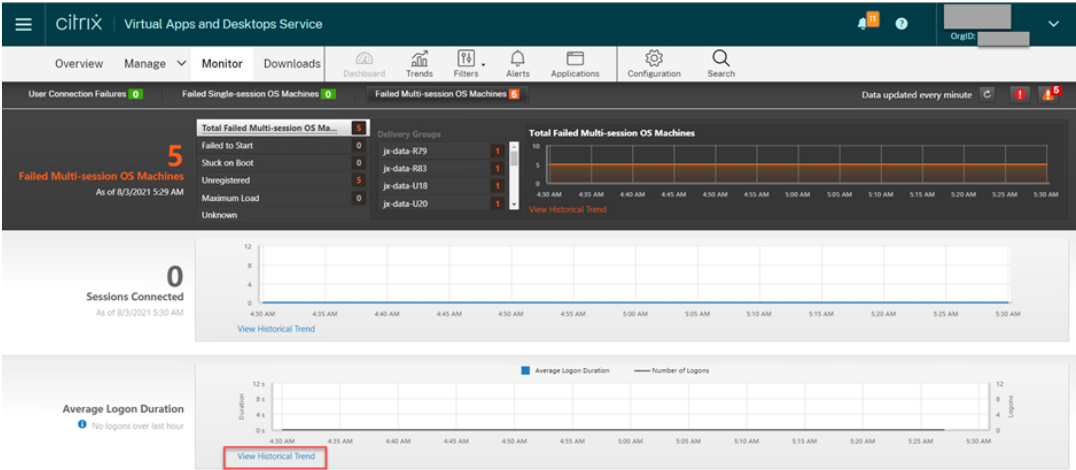 citrix | Virtual Apps and Desktops Service
11
?
OrgID:
Overview Manage Monitor Downloads Dashboard Trends Filters Alerts Applications Configuration Search
User Connection Failures 0 Failed Single-session OS Machines 0 Failed Multi-session OS Machines 5 Data updated every minute 5
5
Failed Multi-session OS Machines
As of 8/3/2021 5:29 AM
Total Failed Multi-session OS Ma... 5
Failed to Start 0
Stuck on Boot 0
Unregistered 5
Maximum Load 0
Unknown
Delivery Groups
jx-data-R79 1
jx-data-R83 1
jx-data-U18 1
jx-data-U20 1
Total Failed Multi-session OS Machines
10
5
0
4:30 AM 4:35 AM 4:40 AM 4:45 AM 4:50 AM 4:55 AM 5:00 AM 5:05 AM 5:10 AM 5:15 AM 5:20 AM 5:25 AM 5:30 AM
View Historical Trend
0
Sessions Connected
As of 8/3/2021 5:30 AM
12
8
4
0
4:30 AM 4:35 AM 4:40 AM 4:45 AM 4:50 AM 4:55 AM 5:00 AM 5:05 AM 5:10 AM 5:15 AM 5:20 AM 5:25 AM 5:30 AM
View Historical Trend
Average Logon Duration
No logons over last hour
Average Logon Duration Number of Logons
Duration
12 s
8 s
4 s
0 s
12
8
4
0
Logons
4:30 AM 4:35 AM 4:40 AM 4:45 AM 4:50 AM 4:55 AM 5:00 AM 5:05 AM 5:10 AM 5:15 AM 5:20 AM 5:25 AM 5:30 AM
View Historical Trend